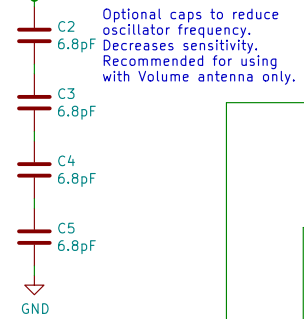 C2
6.8pF
Optional caps to reduce
oscillator frequency.
Decreases sensitivity.
Recommended for using
with Volume antenna only.
C3
6.8pF
C4
6.8pF
C5
6.8pF
GND